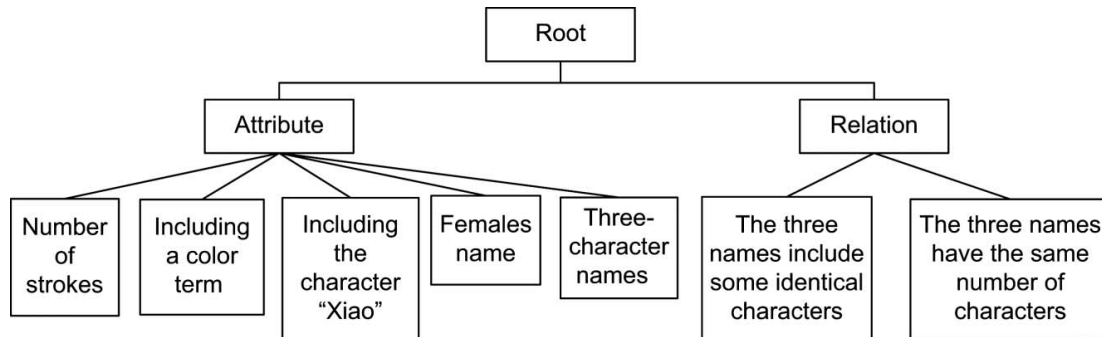 Root
Attribute
Relation
Number
of
strokes
Including
a color
term
Including
the
character
“Xiao”
Females
name
Three-
character
names
The three
names include
some identical
characters
The three names
have the same
number of
characters